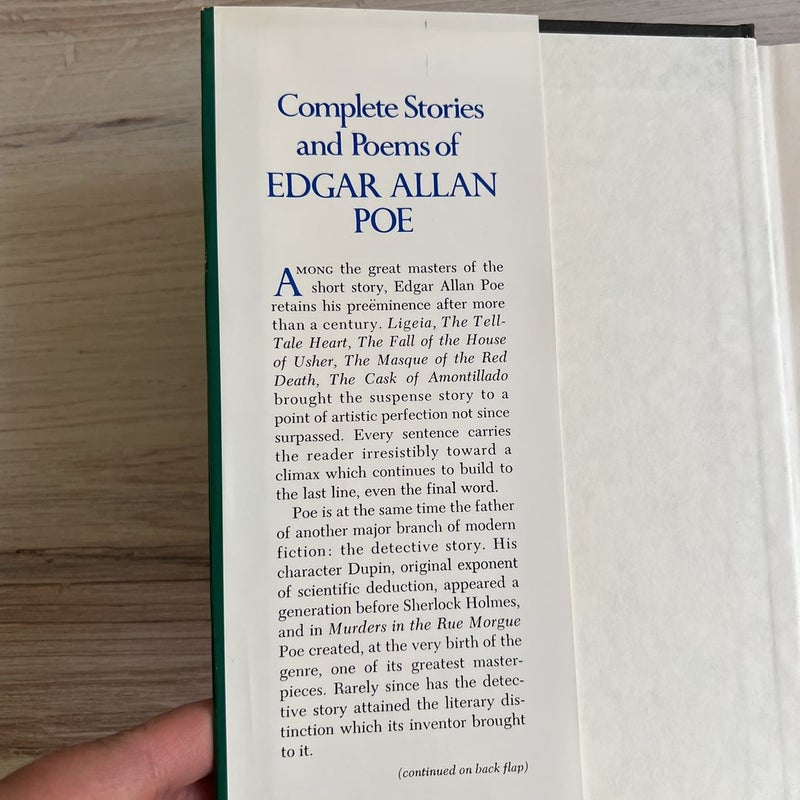 Complete Stories
and Poems of
EDGAR ALLAN
POE
AMONG the great masters of the
short story, Edgar Allan Poe
retains his preëminence after more
than a century. Ligeia, The Tell-
Tale Heart, The Fall of the House
of Usher, The Masque of the Red
Death, The Cask of Amontillado
brought the suspense story to a
point of artistic perfection not since
surpassed. Every sentence carries
the reader irresistibly toward a
climax which continues to build to
the last line, even the final word.
Poe is at the same time the father
of another major branch of modern
fiction: the detective story. His
character Dupin, original exponent
of scientific deduction, appeared a
generation before Sherlock Holmes,
and in Murders in the Rue Morgue
Poe created, at the very birth of the
genre, one of its greatest master-
pieces. Rarely since has the detec-
tive story attained the literary dis-
tinction which its inventor brought
to it.
(continued on back flap)